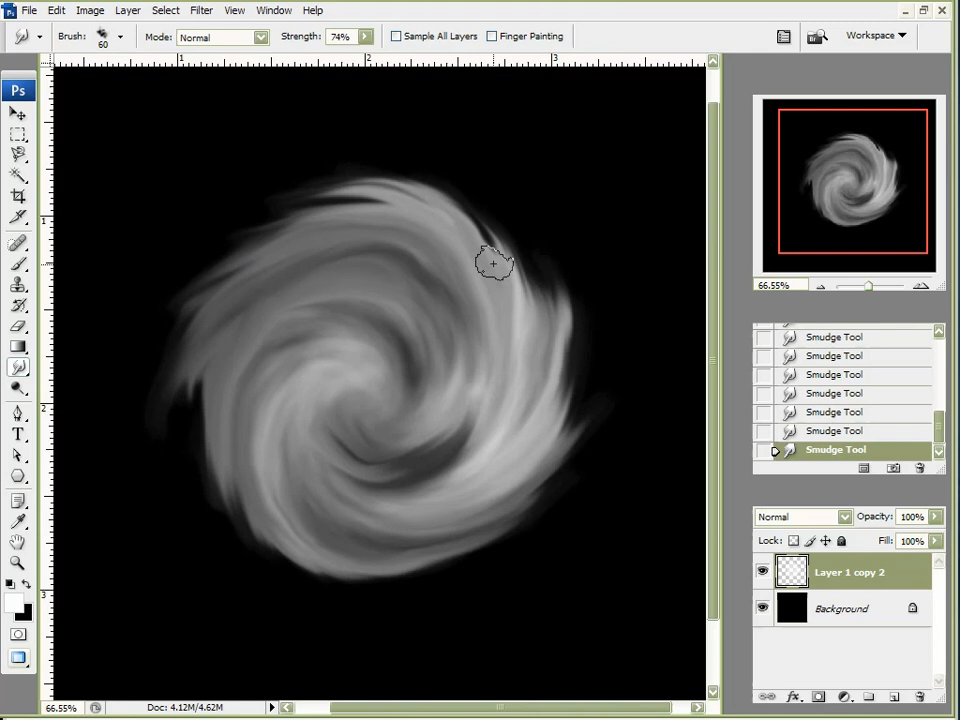 Ps File Edit Image Layer Select Filter View Window Help
Brush: 60 Mode: Normal Strength: 74% Sample All Layers Finger Painting Workspace
Ps
1 2 3
1
2
3
66.55%
Smudge Tool
Smudge Tool
Smudge Tool
Smudge Tool
Smudge Tool
Smudge Tool
Smudge Tool
Normal Opacity: 100%
Lock: Fill: 100%
Layer 1 copy 2
Background
66.55% Doc: 4.12M/4.62M